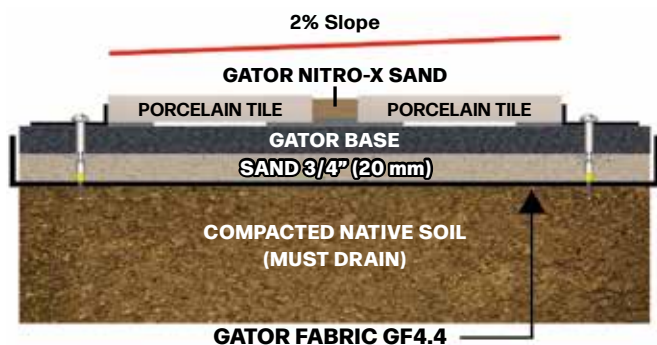 2% Slope
GATOR NITRO-X SAND
PORCELAIN TILE PORCELAIN TILE
GATOR BASE
SAND 3/4" (20 mm)
COMPACTED NATIVE SOIL
(MUST DRAIN)
GATOR FABRIC GF4.4